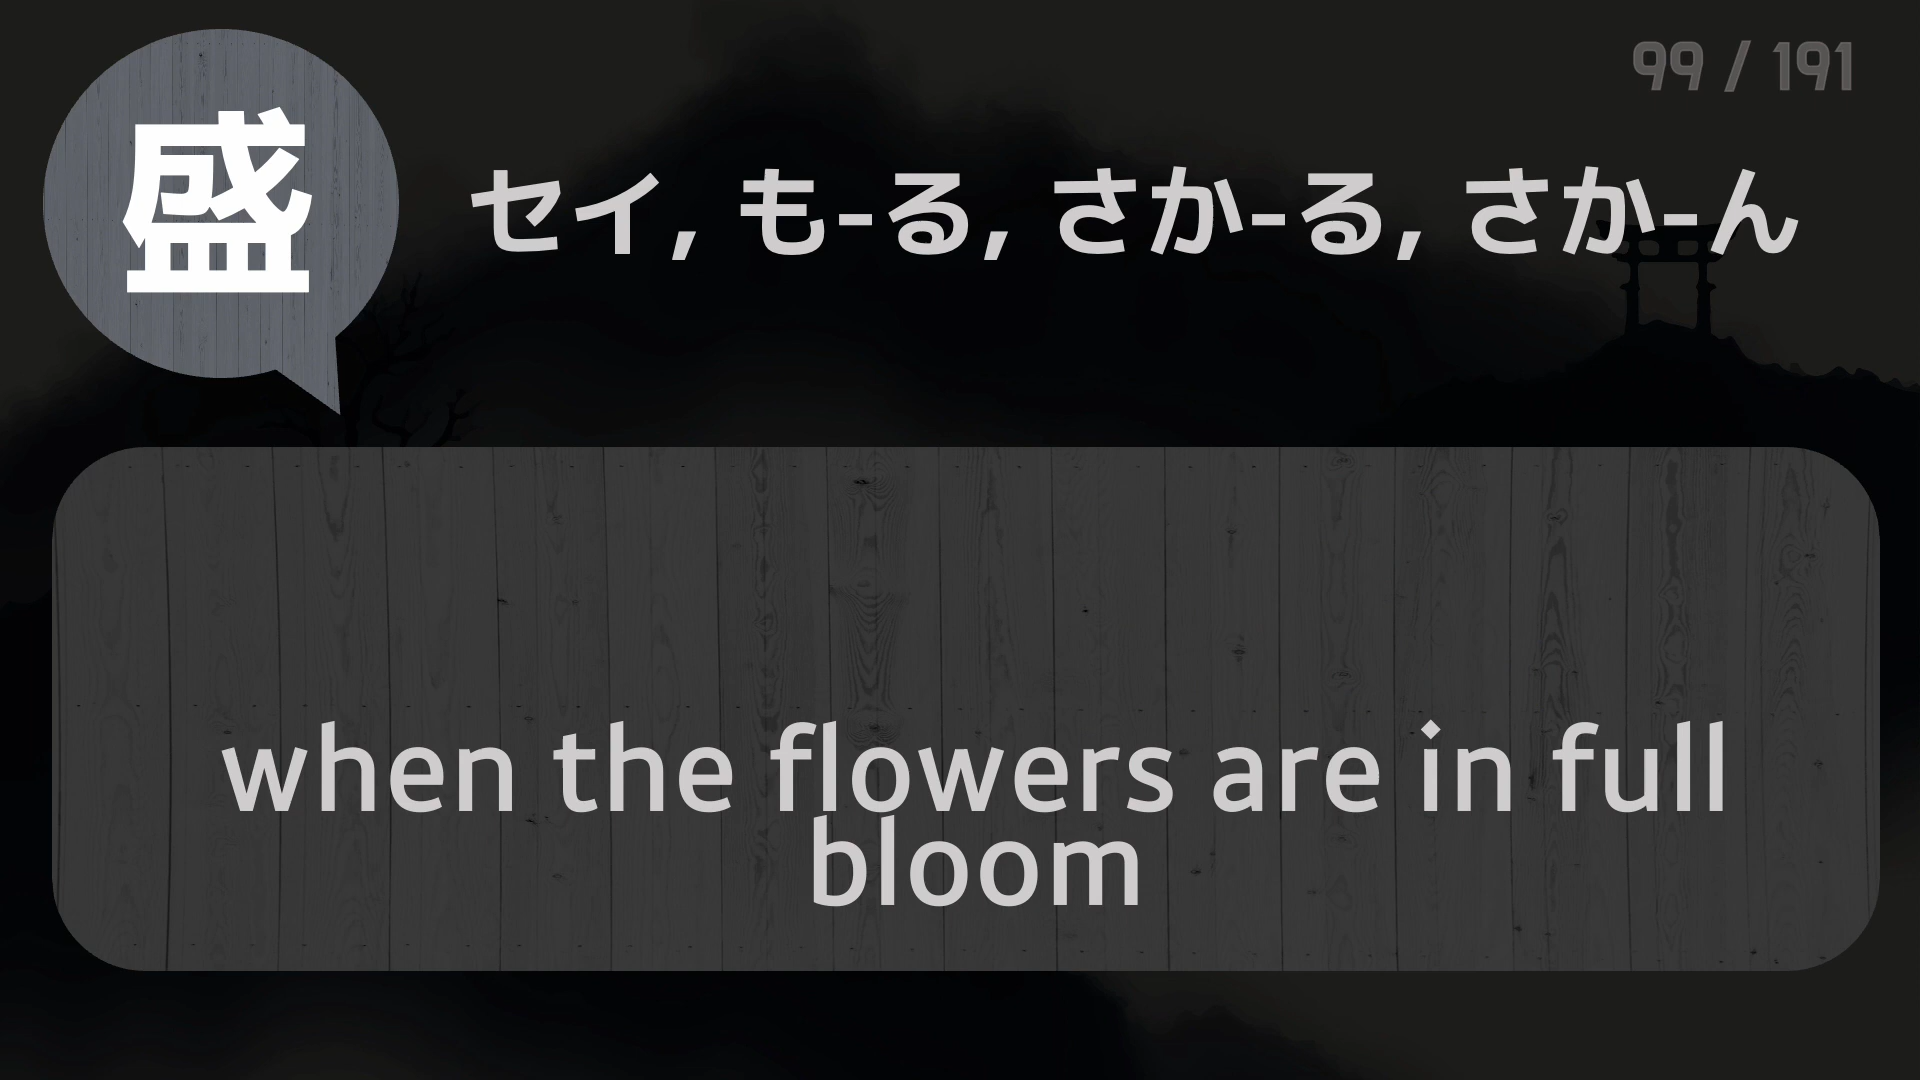 99 / 191
盛
セイ, も-る, さか-る, さか-ん
when the flowers are in full
bloom